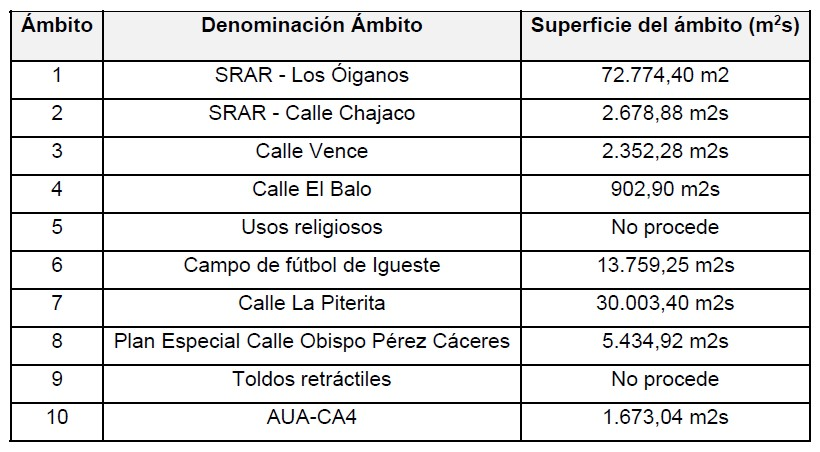 Ámbito Denominación Ámbito Superficie del ámbito (m²s)
1 SRAR - Los Óiganos 72.774,40 m2
2 SRAR - Calle Chajaco 2.678,88 m2s
3 Calle Vence 2.352,28 m2s
4 Calle El Balo 902,90 m2s
5 Usos religiosos No procede
6 Campo de fútbol de Igueste 13.759,25 m2s
7 Calle La Piterita 30.003,40 m2s
8 Plan Especial Calle Obispo Pérez Cáceres 5.434,92 m2s
9 Toldos retráctiles No procede
10 AUA-CA4 1.673,04 m2s